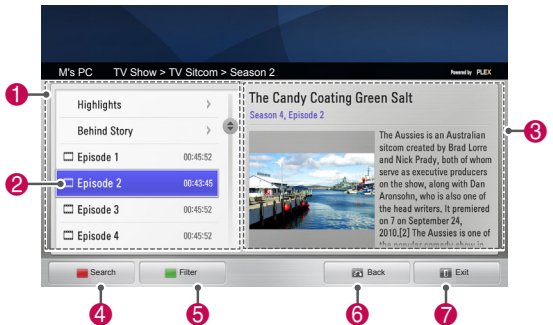 M's PC TV Show > TV Sitcom > Season 2
Powered by PLEX
1
Highlights >
Behind Story >
Episode 1 00:45:52
2
Episode 2 00:43:45
Episode 3 00:45:52
Episode 4 00:45:52
The Candy Coating Green Salt
Season 4, Episode 2
3
The Aussies is an Australian
sitcom created by Brad Lorre
and Nick Prady, both of whom
serve as executive producers
on the show, along with Dan
Aronsohn, who is also one of
the head writers, It premiered
on 7 on September 24,
2010.[2] The Aussies is one of
the popular comedy show in
Search
Filter
Back
Exit
4
5
6
7